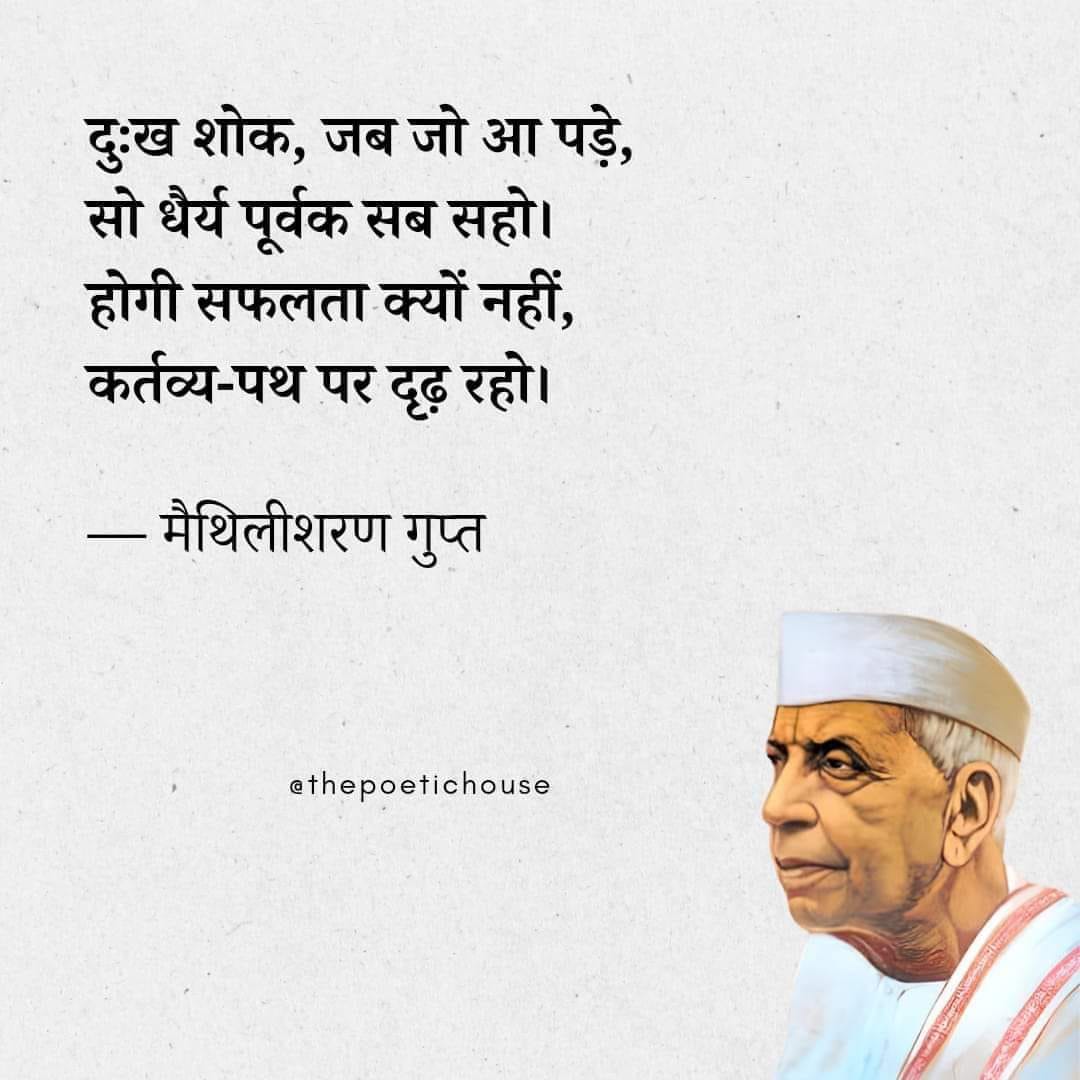 दुःख शोक, जब जो आ पड़े,
सो धैर्य पूर्वक सब सहो।
होगी सफलता क्यों नहीं,
कर्तव्य-पथ पर दृढ़ रहो।
— मैथिलीशरण गुप्त
@thepoetichouse